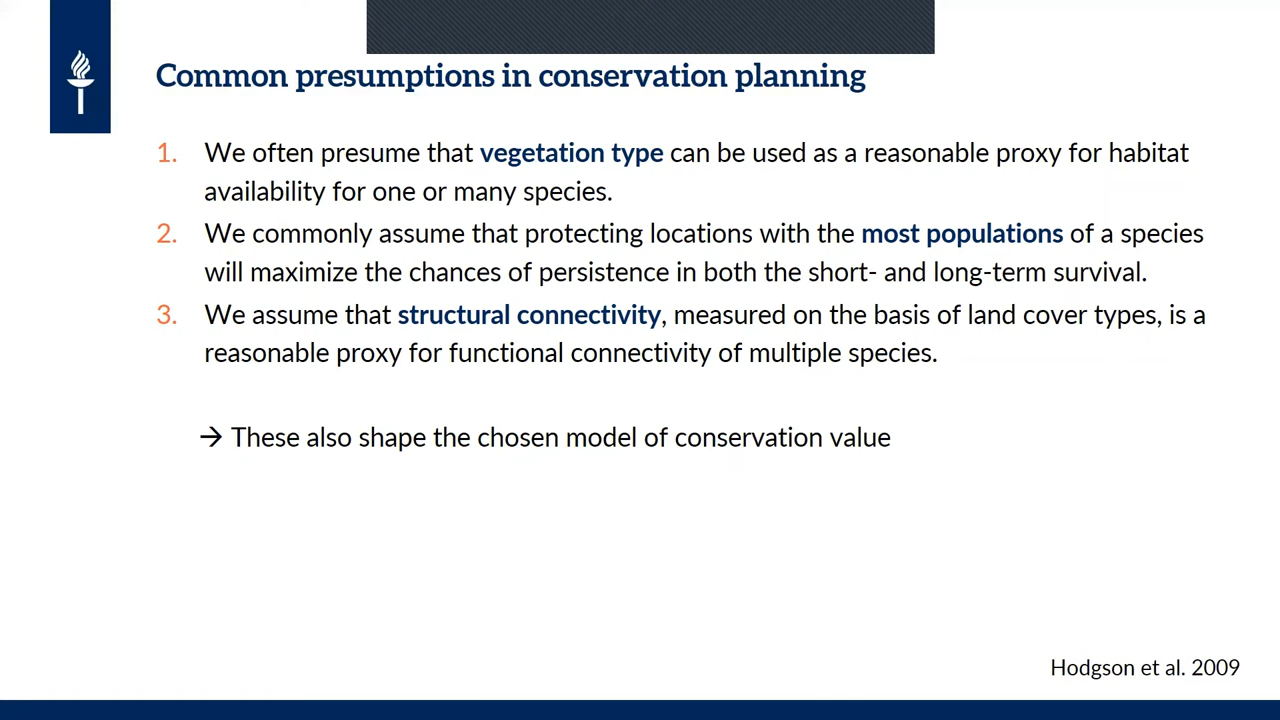 Common presumptions in conservation planning
1. We often presume that vegetation type can be used as a reasonable proxy for habitat
availability for one or many species.
2. We commonly assume that protecting locations with the most populations of a species
will maximize the chances of persistence in both the short- and long-term survival.
3. We assume that structural connectivity, measured on the basis of land cover types, is a
reasonable proxy for functional connectivity of multiple species.
→ These also shape the chosen model of conservation value
Hodgson et al. 2009